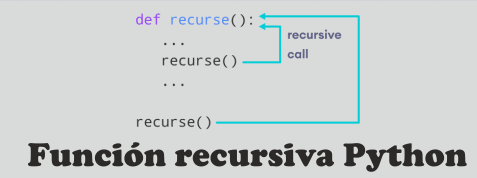 def recurse():
...
recursive
recurse()
call
...
recurse()
Función recursiva Python